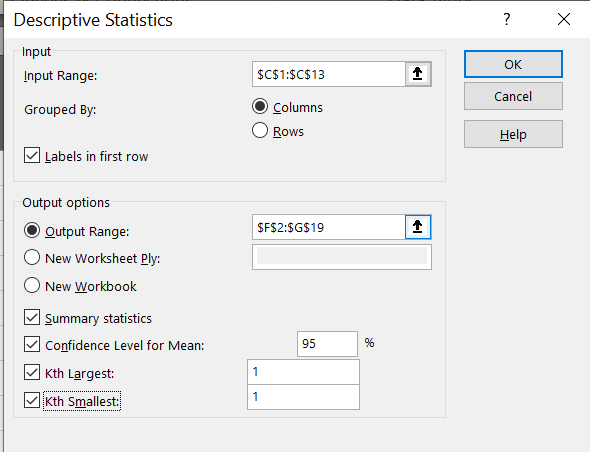 Descriptive Statistics ? ×
Input
Input Range: $C$1:$C$13 OK
Cancel
Grouped By: Columns
Rows Help
Labels in first row
Output options
Output Range: $F$2:$G$19
New Worksheet Ply:
New Workbook
Summary statistics
Confidence Level for Mean: 95 %
Kth Largest: 1
Kth Smallest: 1